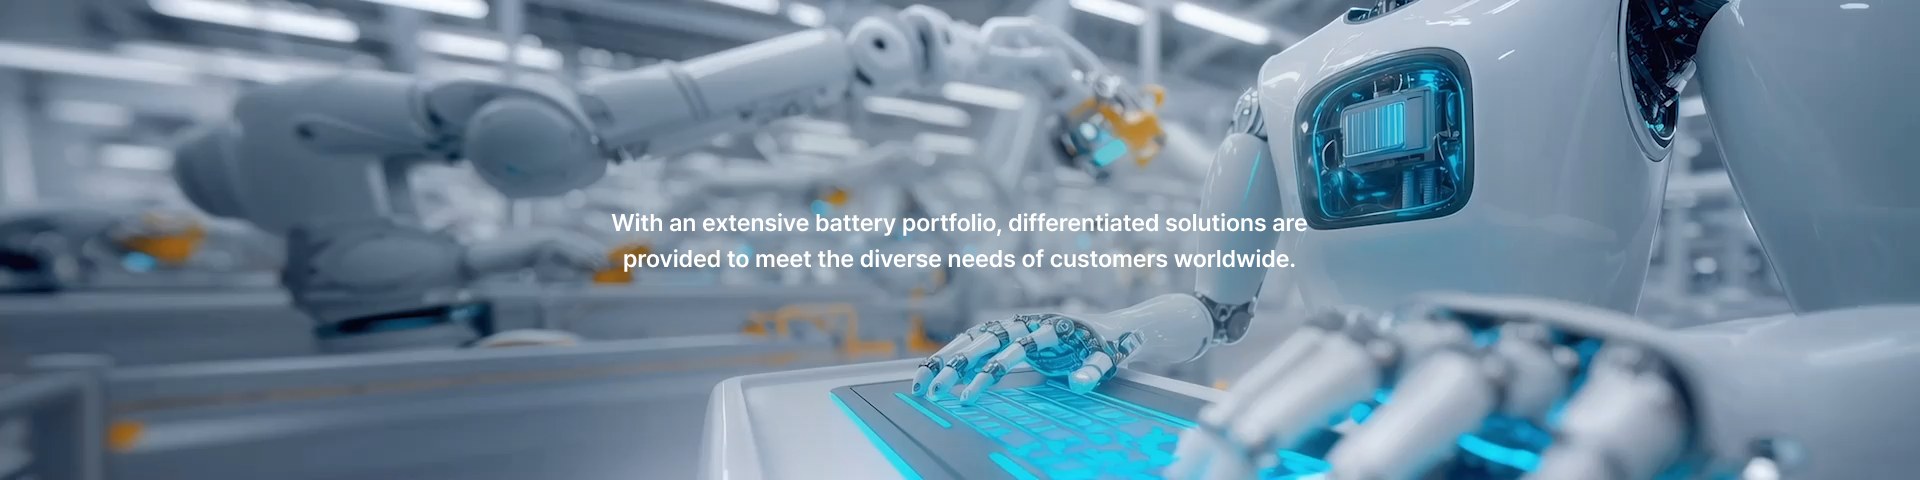 With an extensive battery portfolio, differentiated solutions are
provided to meet the diverse needs of customers worldwide.